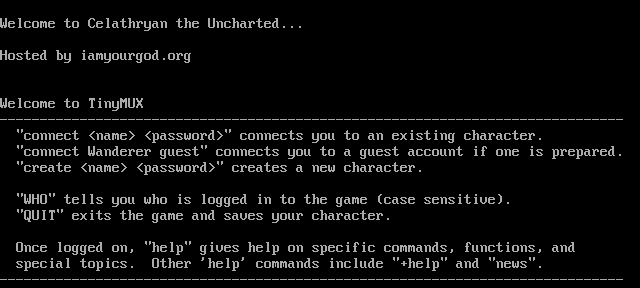 Welcome to Celathryan the Uncharted...
Hosted by iamyourgod.org
Welcome to TinyMUX
"connect <name> <password>" connects you to an existing character.
"connect Wanderer guest" connects you to a guest account if one is prepared.
"create <name> <password>" creates a new character.
"WHO" tells you who is logged in to the game (case sensitive).
"QUIT" exits the game and saves your character.
Once logged on, "help" gives help on specific commands, functions, and
special topics.  Other 'help' commands include "+help" and "news".